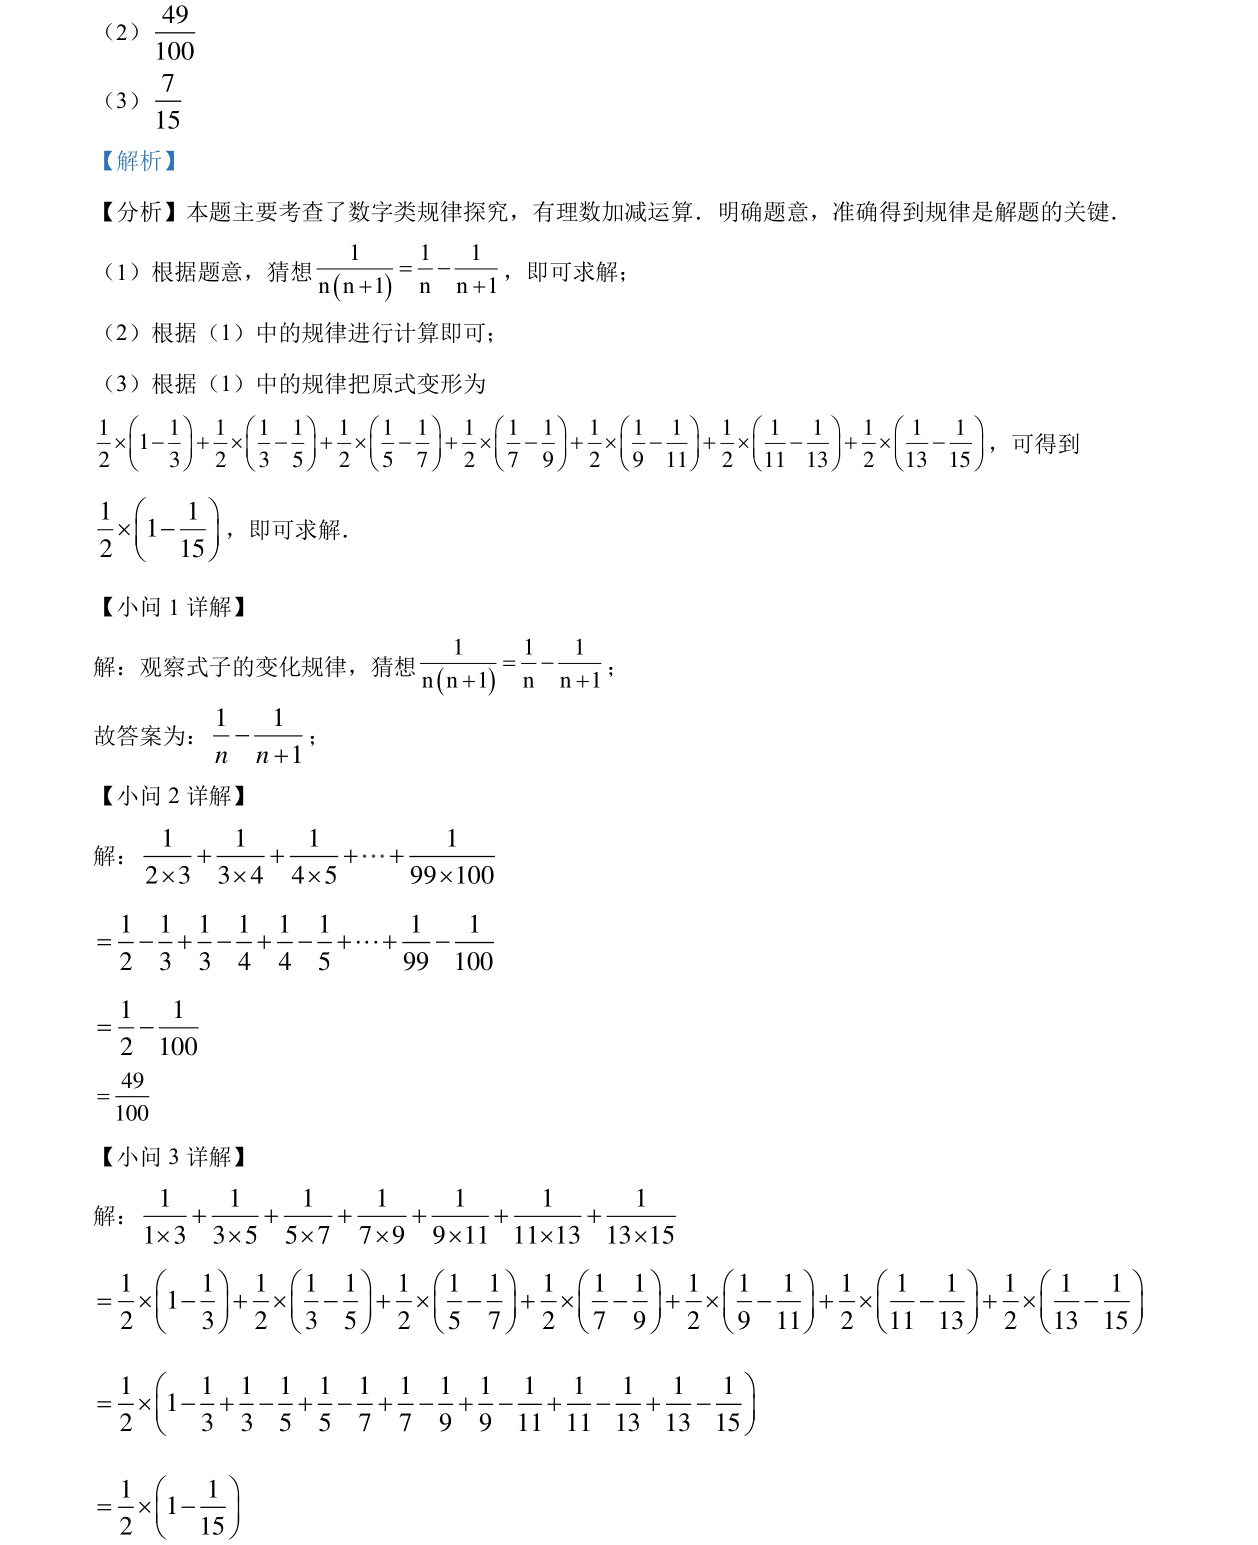 （2）49/100
（3）7/15
【解析】
【分析】本题主要考查了数字类规律探究，有理数加减运算．明确题意，准确得到规律是解题的关键．
（1）根据题意，猜想1/(n(n+1))=1/n−1/(n+1)，即可求解；
（2）根据（1）中的规律进行计算即可；
（3）根据（1）中的规律把原式变形为
1/2×(1−1/3)+1/2×(1/3−1/5)+1/2×(1/5−1/7)+1/2×(1/7−1/9)+1/2×(1/9−1/11)+1/2×(1/11−1/13)+1/2×(1/13−1/15)，可得到
1/2×(1−1/15)，即可求解．
【小问 1 详解】
解：观察式子的变化规律，猜想1/(n(n+1))=1/n−1/(n+1)；
故答案为：1/n−1/(n+1)；
【小问 2 详解】
解：1/(2×3)+1/(3×4)+1/(4×5)+⋯+1/(99×100)
=1/2−1/3+1/3−1/4+1/4−1/5+⋯+1/99−1/100
=1/2−1/100
=49/100
【小问 3 详解】
解：1/(1×3)+1/(3×5)+1/(5×7)+1/(7×9)+1/(9×11)+1/(11×13)+1/(13×15)
=1/2×(1−1/3)+1/2×(1/3−1/5)+1/2×(1/5−1/7)+1/2×(1/7−1/9)+1/2×(1/9−1/11)+1/2×(1/11−1/13)+1/2×(1/13−1/15)
=1/2×(1−1/3+1/3−1/5+1/5−1/7+1/7−1/9+1/9−1/11+1/11−1/13+1/13−1/15)
=1/2×(1−1/15)